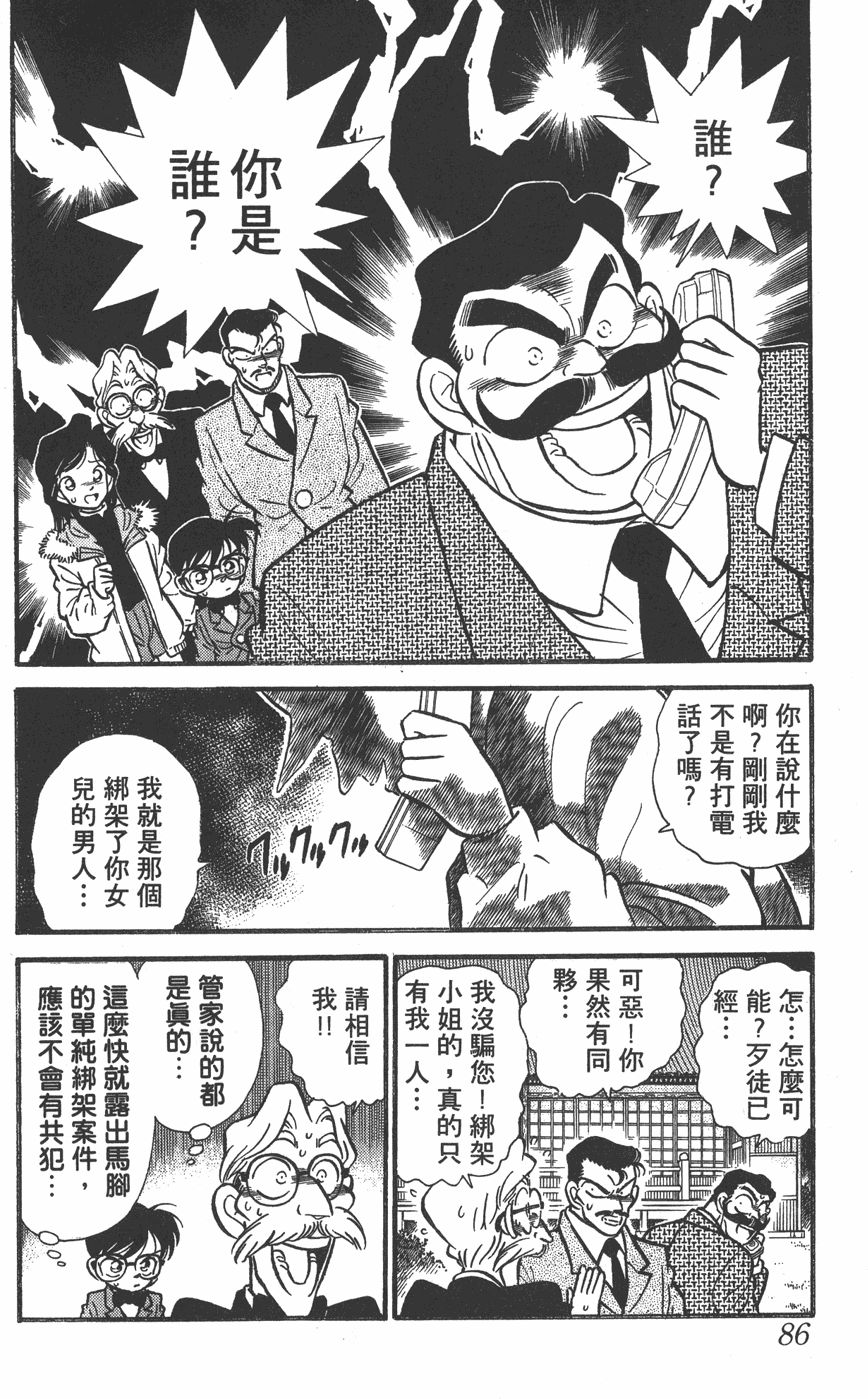 誰?
你是
誰?
你在說什麼
啊?剛剛我
不是有打電
話了嗎?
クックックッ
我就是那個
綁架了你女
兒的男人…
怎…怎麼可
能?歹徒已
經…
可惡!你
果然有同
夥…
我沒騙您!綁架
小姐的,真的只
有我一人…
請相信
我!!
管家說的都
是真的…
這麼快就露出馬腳
的單純綁架案件,
應該不會有共犯…
86